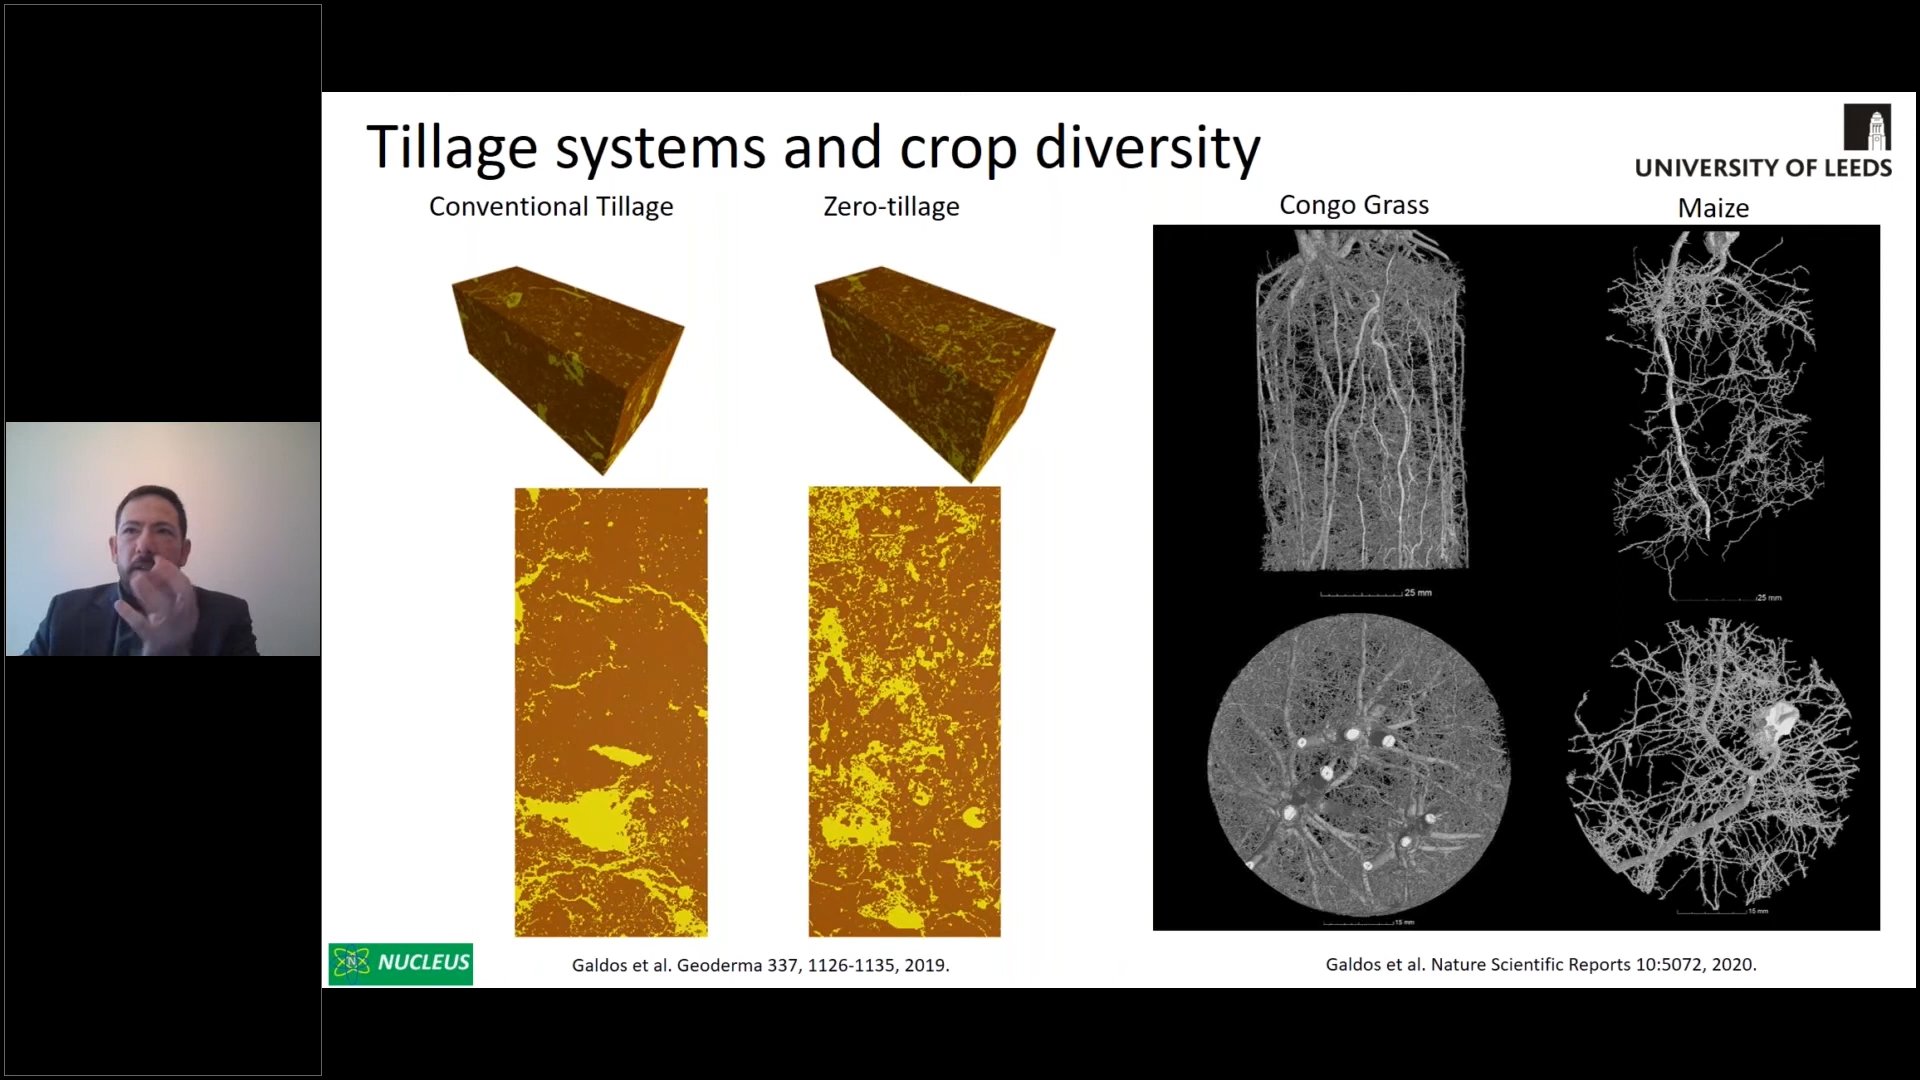 Tillage systems and crop diversity
UNIVERSITY OF LEEDS
Conventional Tillage
Zero-tillage
Congo Grass
Maize
25 mm
25 mm
15 mm
15 mm
N NUCLEUS
Galdos et al. Geoderma 337, 1126-1135, 2019.
Galdos et al. Nature Scientific Reports 10:5072, 2020.